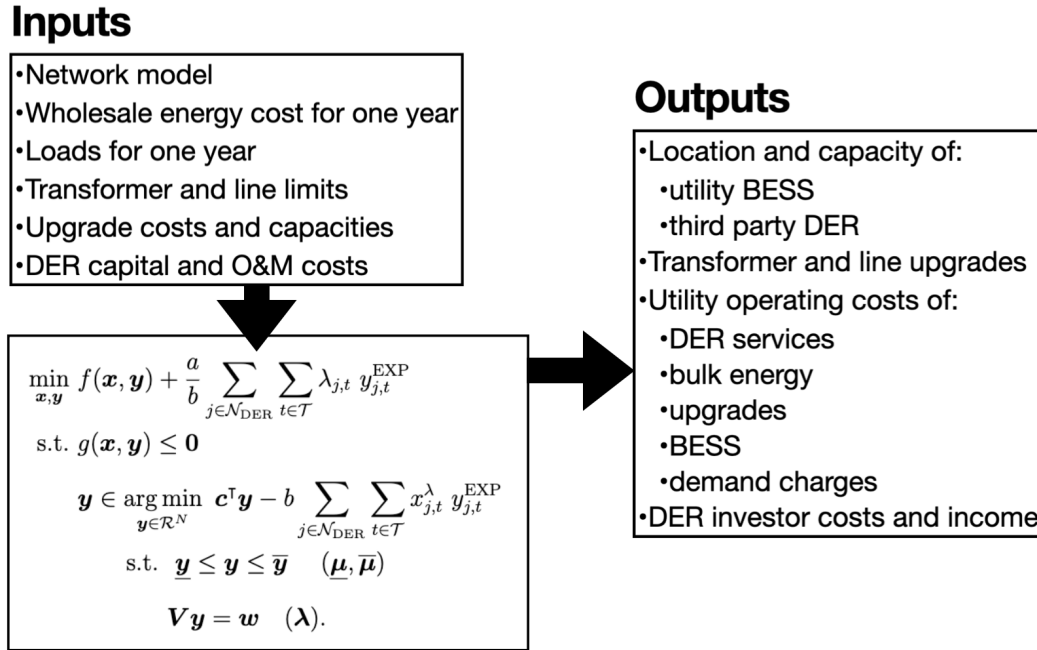 Inputs
•Network model
•Wholesale energy cost for one year
•Loads for one year
•Transformer and line limits
•Upgrade costs and capacities
•DER capital and O&M costs
min_{x,y} f(x, y) + a/b ∑_{j∈𝒩_DER} ∑_{t∈𝒯} λ_{j,t} y_{j,t}^{EXP}
s.t. g(x, y) ≤ 0
y ∈ arg min_{y∈ℛ^N} c^⊺ y − b ∑_{j∈𝒩_DER} ∑_{t∈𝒯} x_{j,t}^λ y_{j,t}^{EXP}
s.t. y̲ ≤ y ≤ y̅ (μ̲, μ̅)
Vy = w (λ).
Outputs
•Location and capacity of:
•utility BESS
•third party DER
•Transformer and line upgrades
•Utility operating costs of:
•DER services
•bulk energy
•upgrades
•BESS
•demand charges
•DER investor costs and income